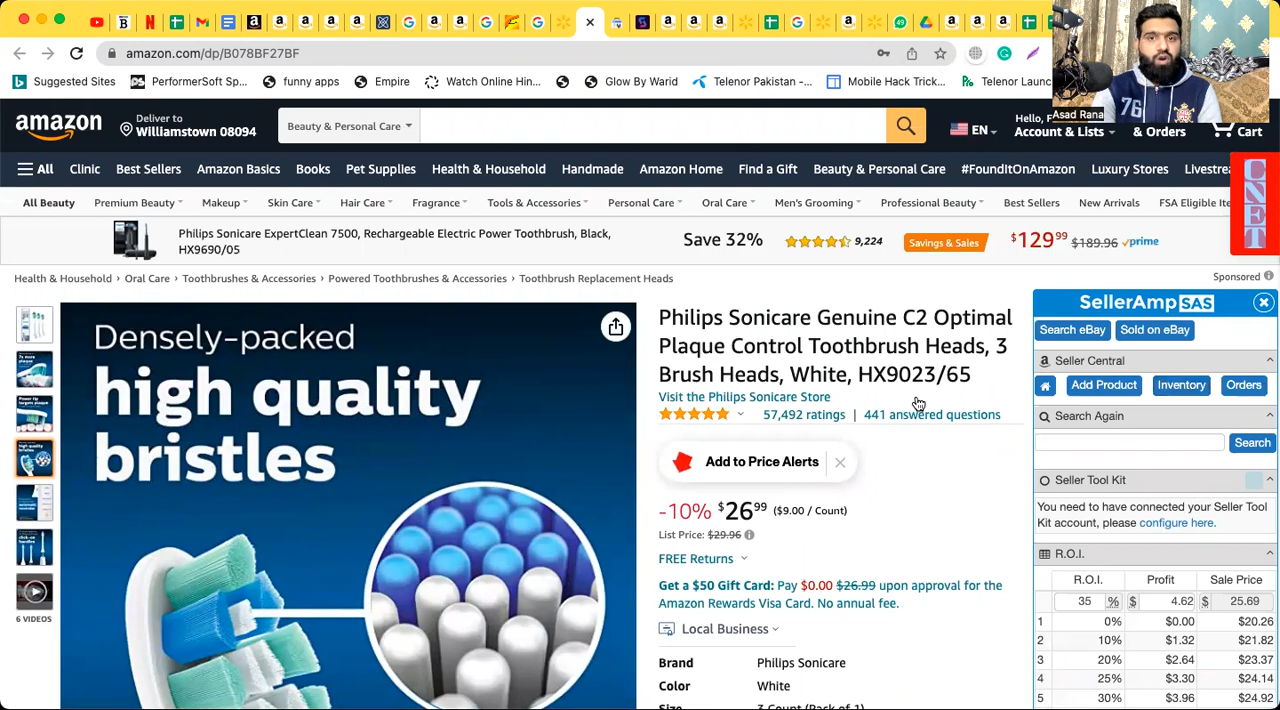 amazon.com/dp/B078BF27BF
Suggested Sites
PerformerSoft Sp...
funny apps
Empire
Watch Online Hin...
Glow By Warid
Telenor Pakistan -...
Mobile Hack Trick...
Telenor Launc
76
Asad Rana
amazon
Deliver to
Williamstown 08094
Beauty & Personal Care
EN
Hello, F
Account & Lists
& Orders
Cart
All
Clinic
Best Sellers
Amazon Basics
Books
Pet Supplies
Health & Household
Handmade
Amazon Home
Find a Gift
Beauty & Personal Care
#FoundItOnAmazon
Luxury Stores
Livestre
CNET
All Beauty
Premium Beauty
Makeup
Skin Care
Hair Care
Fragrance
Tools & Accessories
Personal Care
Oral Care
Men's Grooming
Professional Beauty
Best Sellers
New Arrivals
FSA Eligible Ite
Philips Sonicare ExpertClean 7500, Rechargeable Electric Power Toothbrush, Black,
HX9690/05
Save 32%
9,224
Savings & Sales
$129.99 $189.96 prime
Health & Household › Oral Care › Toothbrushes & Accessories › Powered Toothbrushes & Accessories › Toothbrush Replacement Heads
Sponsored
Densely-packed
high quality
bristles
6 VIDEOS
Philips Sonicare Genuine C2 Optimal
Plaque Control Toothbrush Heads, 3
Brush Heads, White, HX9023/65
Visit the Philips Sonicare Store
57,492 ratings | 441 answered questions
Add to Price Alerts
-10% $26.99 ($9.00 / Count)
List Price: $29.96
FREE Returns
Get a $50 Gift Card: Pay $0.00 $26.99 upon approval for the
Amazon Rewards Visa Card. No annual fee.
Local Business
Brand Philips Sonicare
Color White
Size 3 Count (Pack of 1)
SellerAmp SAS
Search eBay
Sold on eBay
Seller Central
Add Product
Inventory
Orders
Search Again
Search
Seller Tool Kit
You need to have connected your Seller Tool
Kit account, please configure here.
R.O.I.
R.O.I. Profit Sale Price
35 % $ 4.62 $ 25.69
1 0% $0.00 $20.26
2 10% $1.32 $21.82
3 20% $2.64 $23.37
4 25% $3.30 $24.14
5 30% $3.96 $24.92